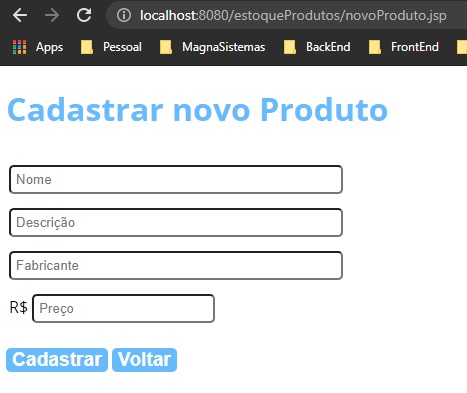 localhost:8080/estoqueProdutos/novoProduto.jsp
Apps Pessoal MagnaSistemas BackEnd FrontEnd
Cadastrar novo Produto
Nome
Descrição
Fabricante
R$ Preço
Cadastrar Voltar